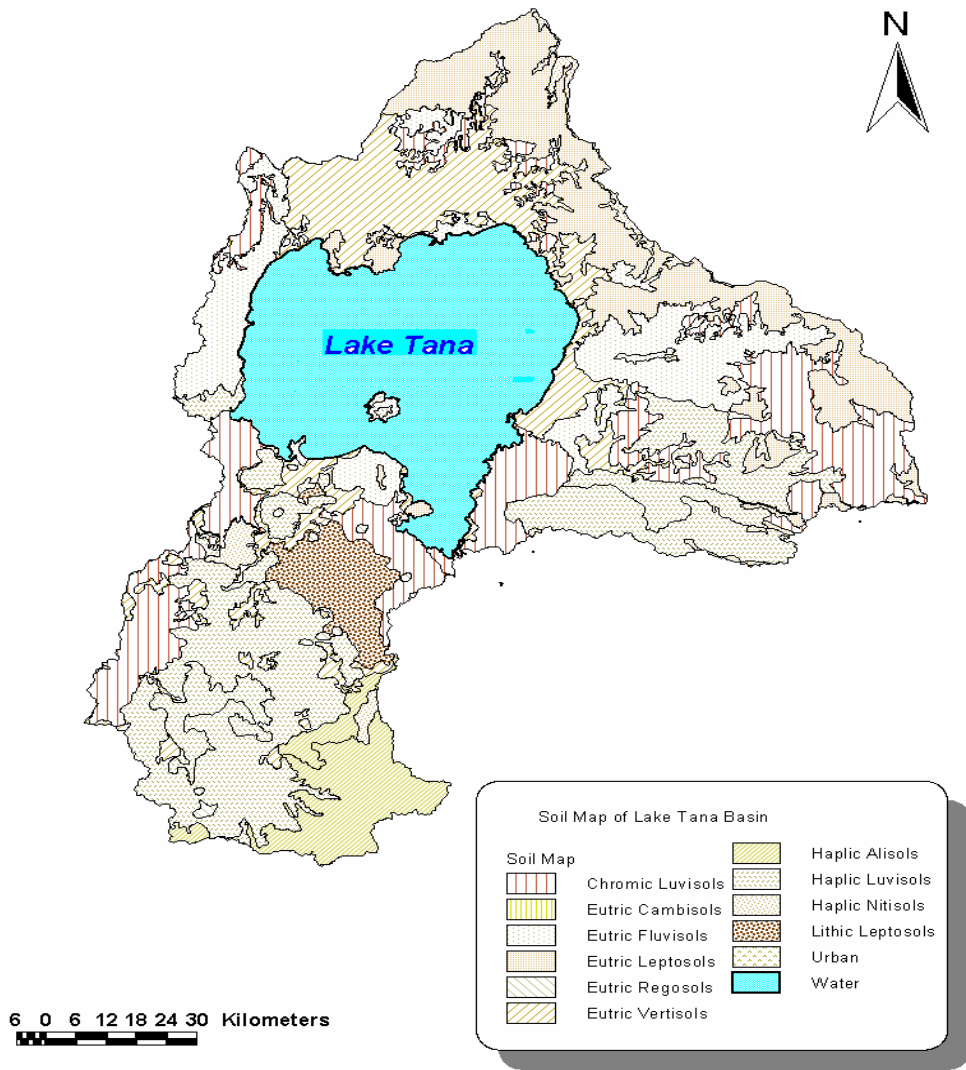 N
Lake Tana
Soil Map of Lake Tana Basin
Soil Map
Chromic Luvisols
Eutric Cambisols
Eutric Fluvisols
Eutric Leptosols
Eutric Regosols
Eutric Vertisols
Haplic Alisols
Haplic Luvisols
Haplic Nitisols
Lithic Leptosols
Urban
Water
6 0 6 12 18 24 30 Kilometers